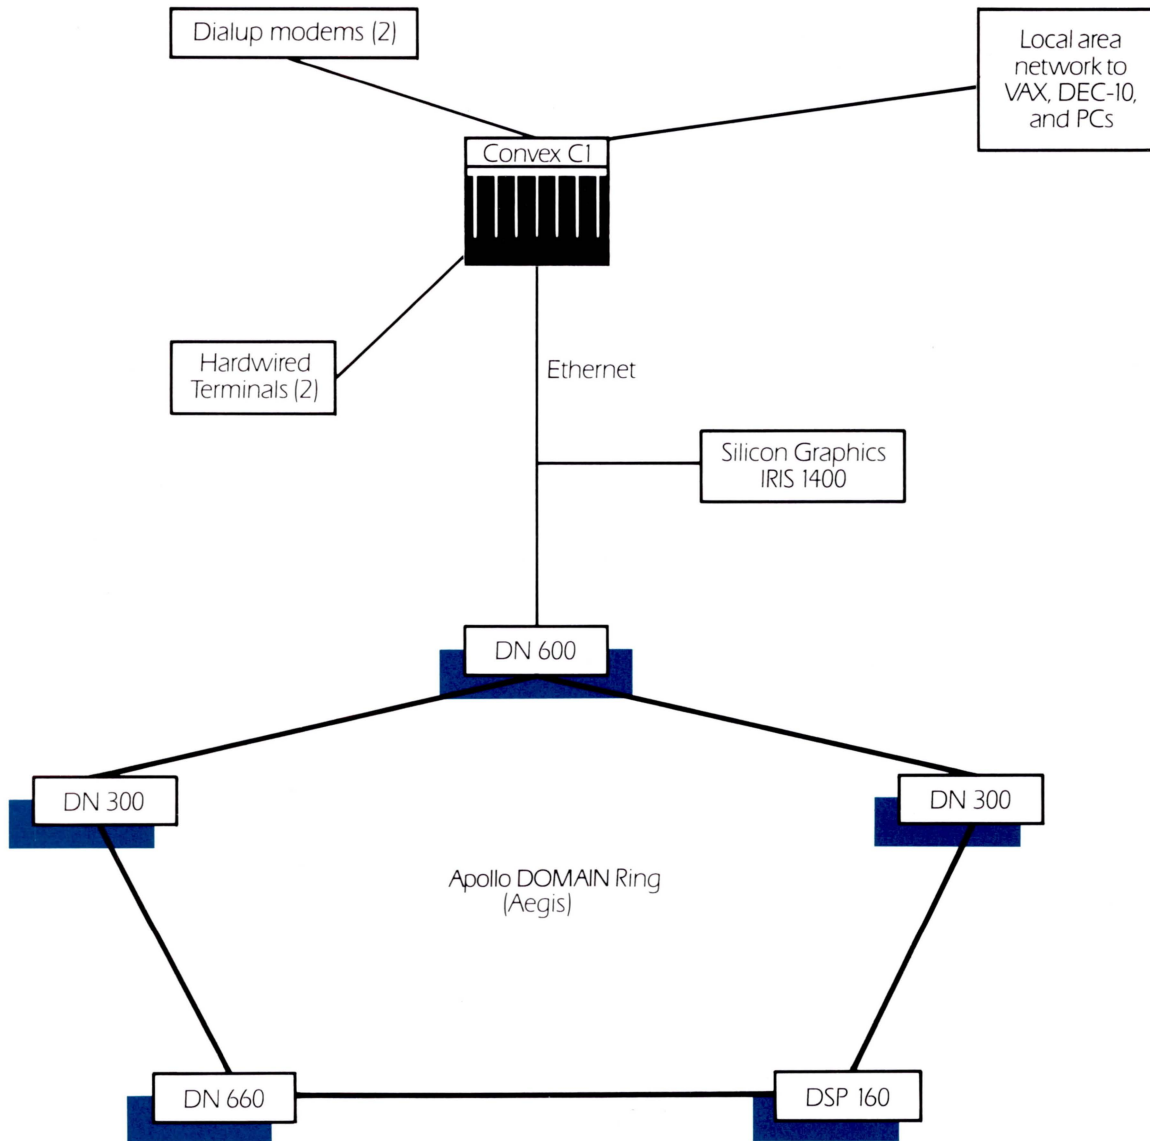 Dialup modems (2)
Local area
network to
VAX, DEC-10,
and PCs
Convex C1
Hardwired
Terminals (2)
Ethernet
Silicon Graphics
IRIS 1400
DN 600
DN 300
DN 300
Apollo DOMAIN Ring
(Aegis)
DN 660
DSP 160